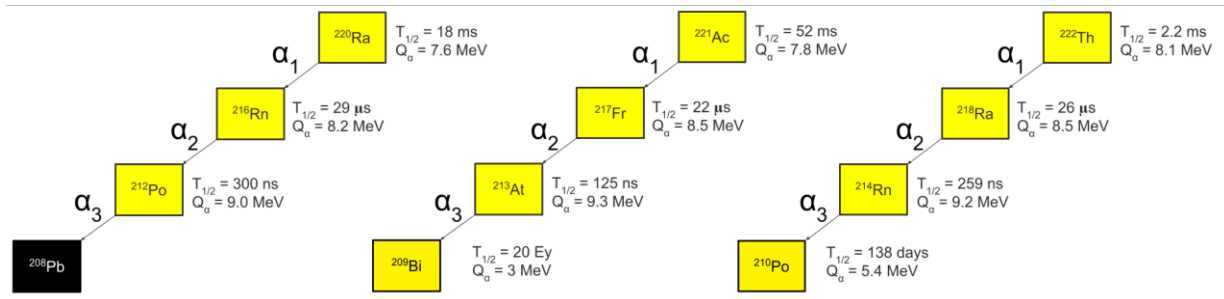 ²²⁰Ra
T₁/₂ = 18 ms
Qα = 7.6 MeV
α₁
²¹⁶Rn
T₁/₂ = 29 μs
Qα = 8.2 MeV
α₂
²¹²Po
T₁/₂ = 300 ns
Qα = 9.0 MeV
α₃
²⁰⁸Pb
²²¹Ac
T₁/₂ = 52 ms
Qα = 7.8 MeV
α₁
²¹⁷Fr
T₁/₂ = 22 μs
Qα = 8.5 MeV
α₂
²¹³At
T₁/₂ = 125 ns
Qα = 9.3 MeV
α₃
²⁰⁹Bi
T₁/₂ = 20 Ey
Qα = 3 MeV
²²²Th
T₁/₂ = 2.2 ms
Qα = 8.1 MeV
α₁
²¹⁸Ra
T₁/₂ = 26 μs
Qα = 8.5 MeV
α₂
²¹⁴Rn
T₁/₂ = 259 ns
Qα = 9.2 MeV
α₃
²¹⁰Po
T₁/₂ = 138 days
Qα = 5.4 MeV